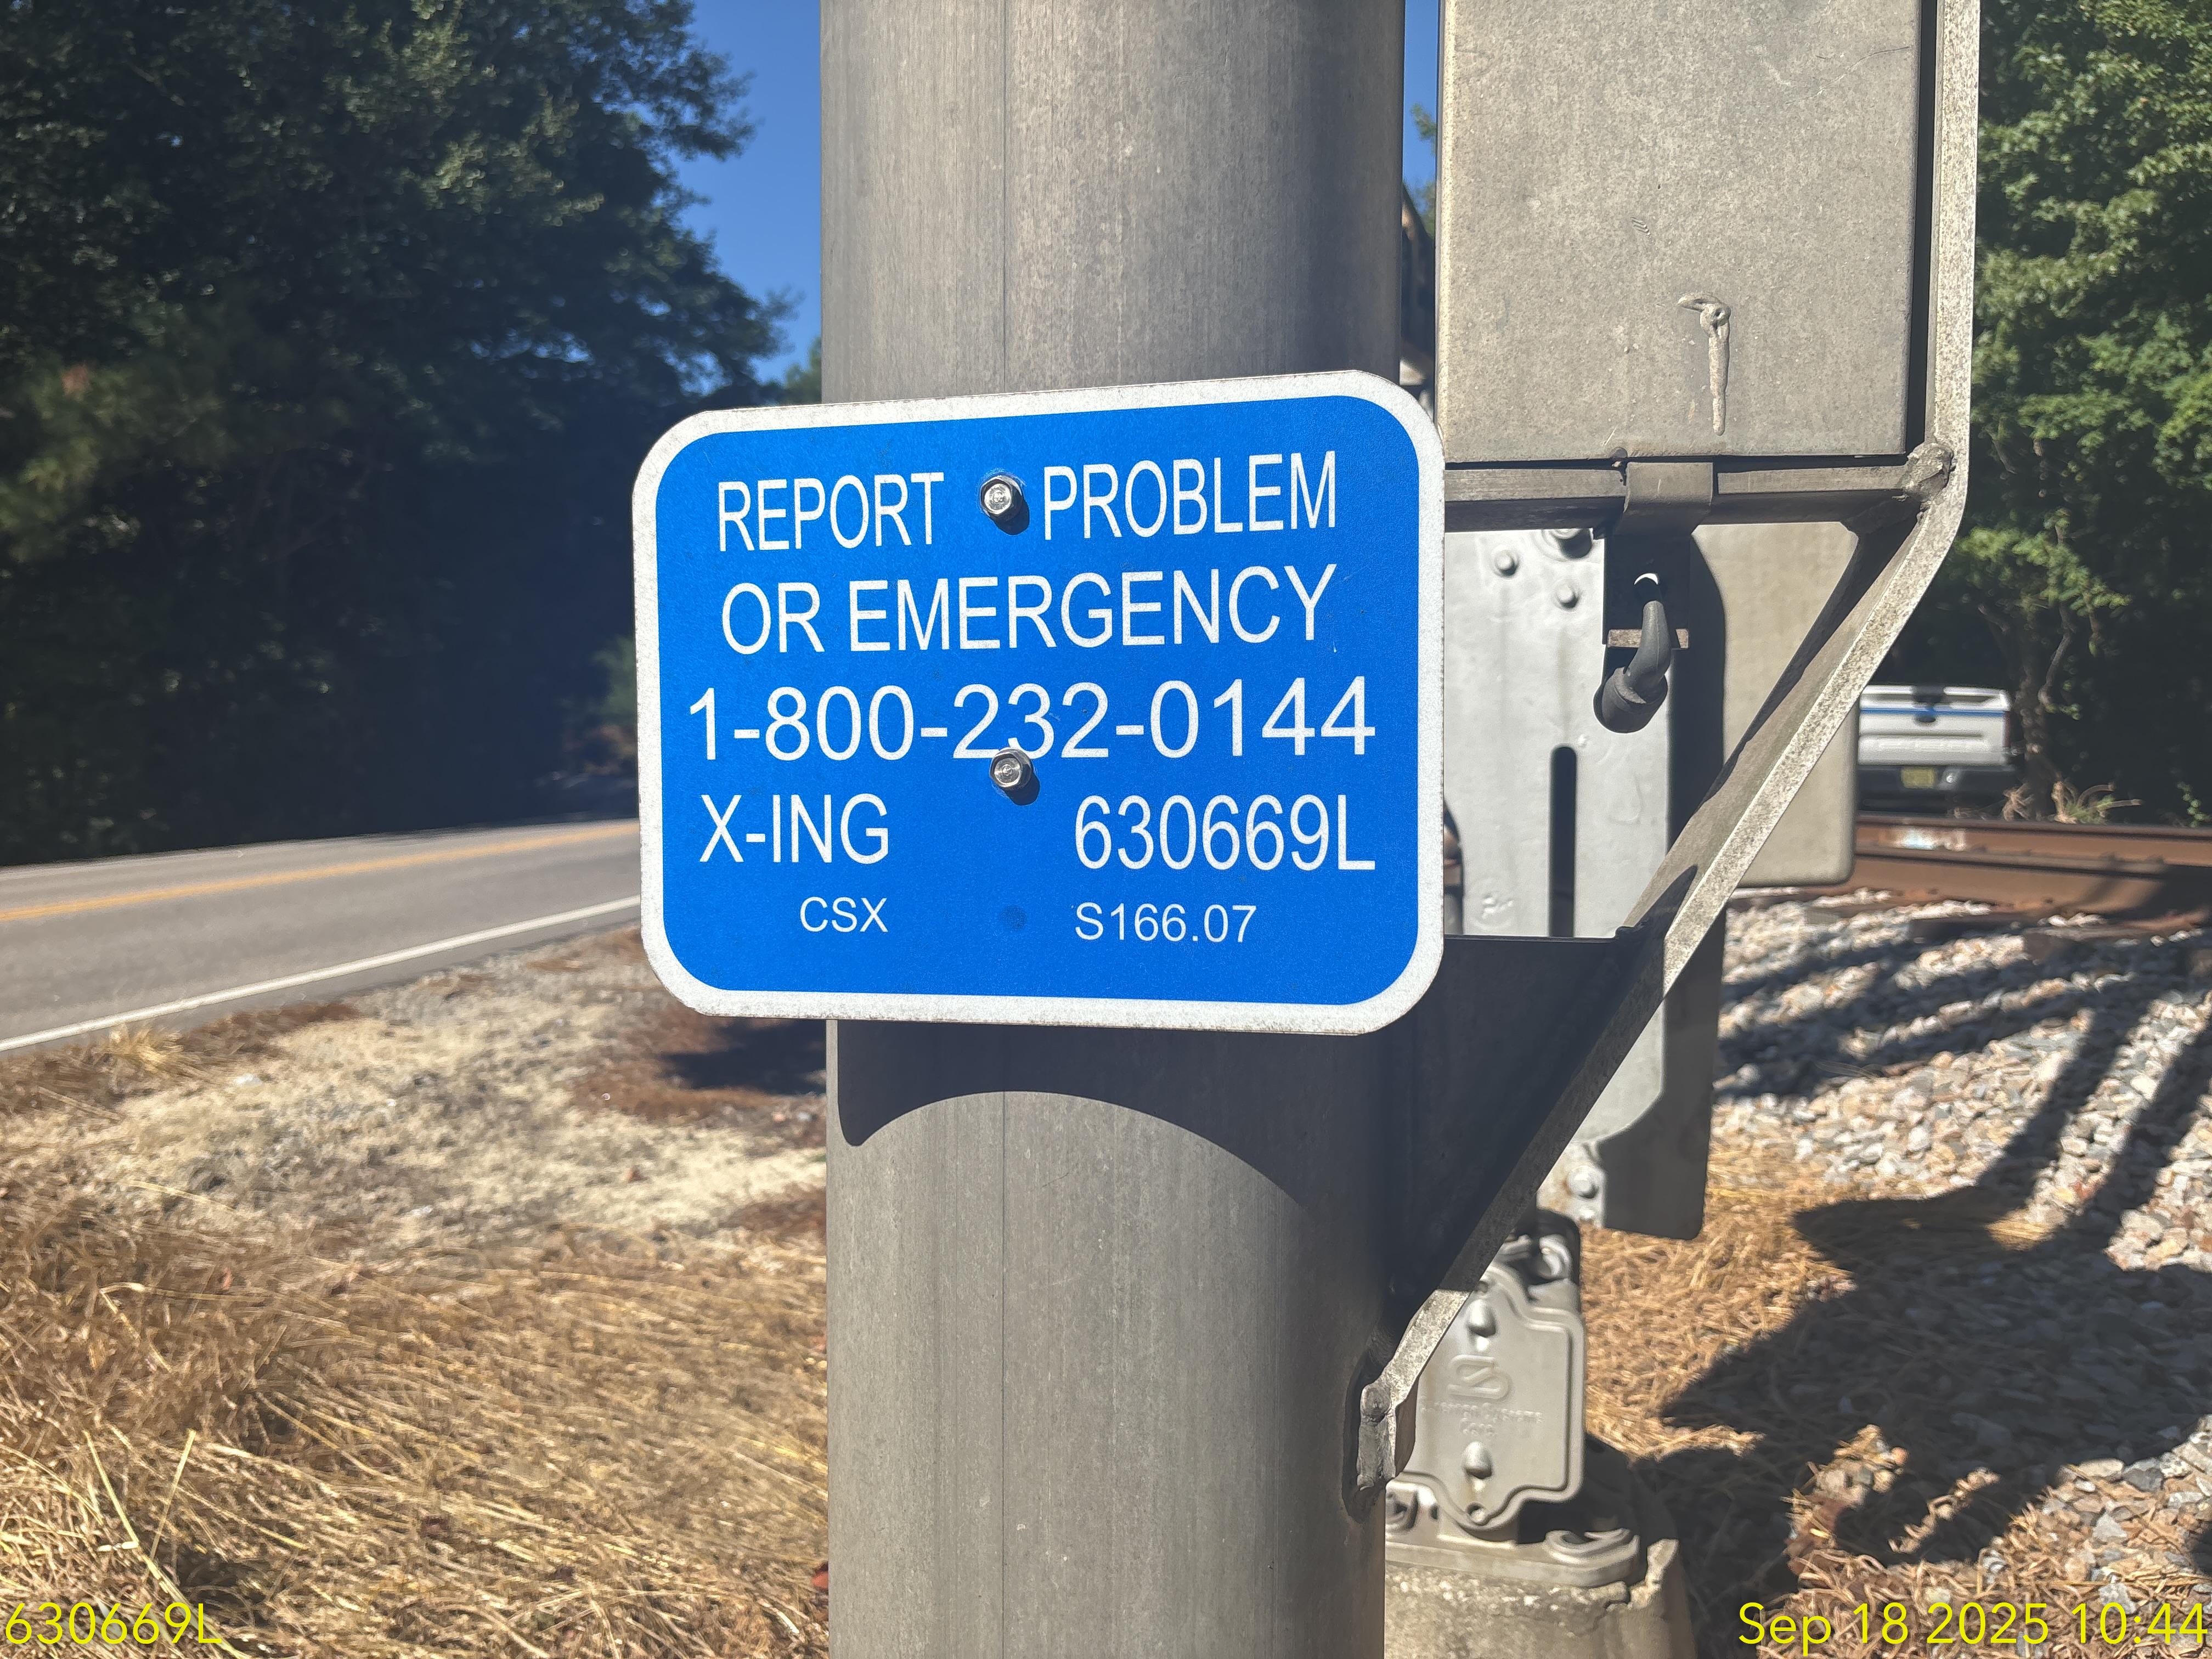 REPORT PROBLEM
OR EMERGENCY
1-800-232-0144
X-ING 630669L
CSX S166.07
630669L
Sep 18 2025 10:44